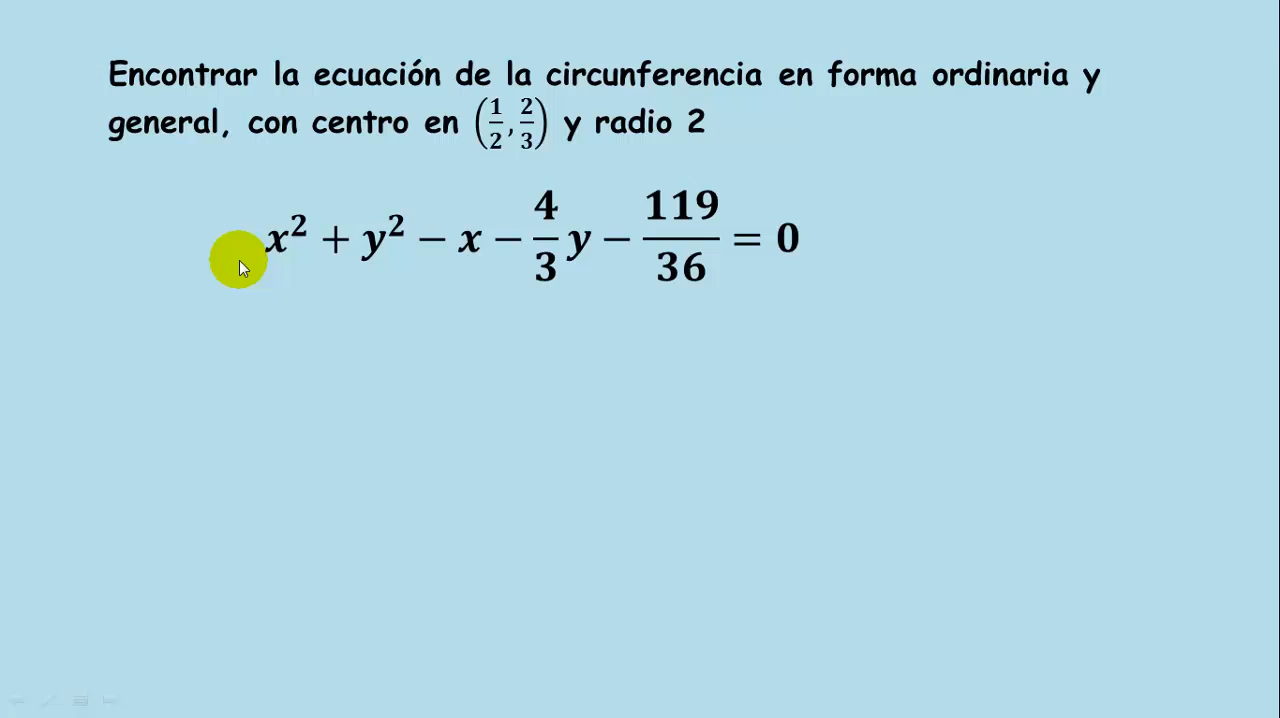 Encontrar la ecuación de la circunferencia en forma ordinaria y
general, con centro en (1/2, 2/3) y radio 2
x² + y² − x − 4/3 y − 119/36 = 0